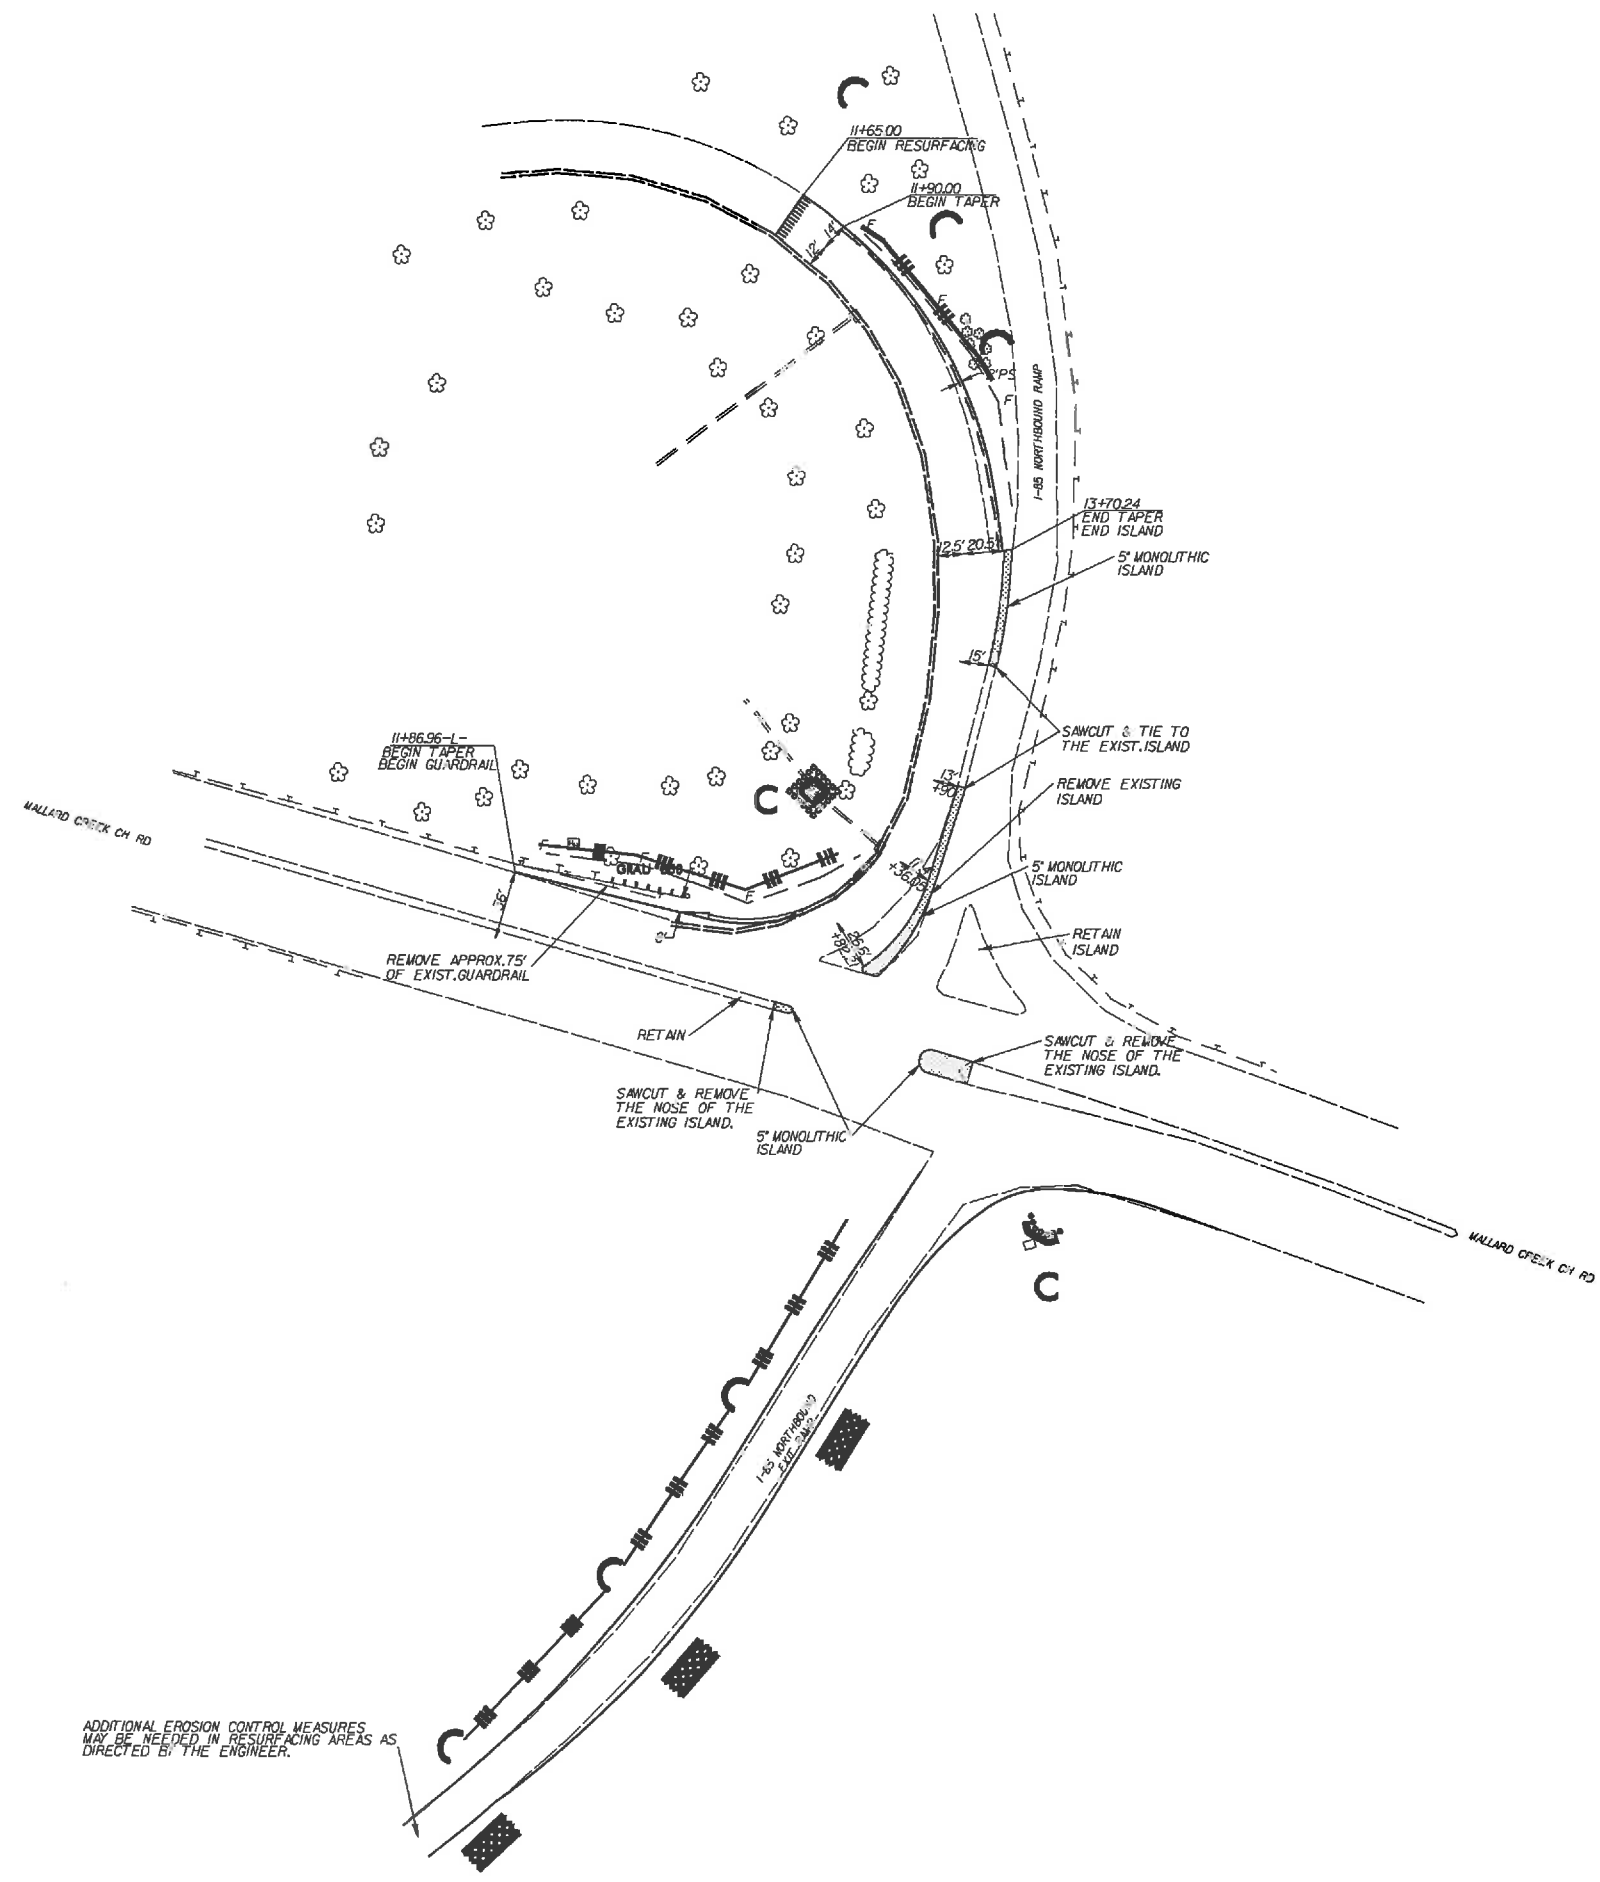 11+65.00
BEGIN RESURFACING
11+90.00
BEGIN TAPER
14'
12'
F
F
2'PS
F
I-85 NORTHBOUND RAMP
13+70.24
END TAPER
END ISLAND
12.5' 20.5'
5" MONOLITHIC
ISLAND
15'
SAWCUT & TIE TO
THE EXIST. ISLAND
11+86.96-L-
BEGIN TAPER
BEGIN GUARDRAIL
13'
+90
REMOVE EXISTING
ISLAND
C
MALLARD CREEK CH RD
F
F
GRAU
+36.05
5" MONOLITHIC
ISLAND
F
36'
RETAIN
ISLAND
REMOVE APPROX. 75'
OF EXIST. GUARDRAIL
RETAIN
SAWCUT & REMOVE
THE NOSE OF THE
EXISTING ISLAND.
SAWCUT & REMOVE
THE NOSE OF THE
EXISTING ISLAND.
5" MONOLITHIC
ISLAND
MALLARD CREEK CH RD
C
I-85 NORTHBOUND
EXIT RAMP
ADDITIONAL EROSION CONTROL MEASURES
MAY BE NEEDED IN RESURFACING AREAS AS
DIRECTED BY THE ENGINEER.